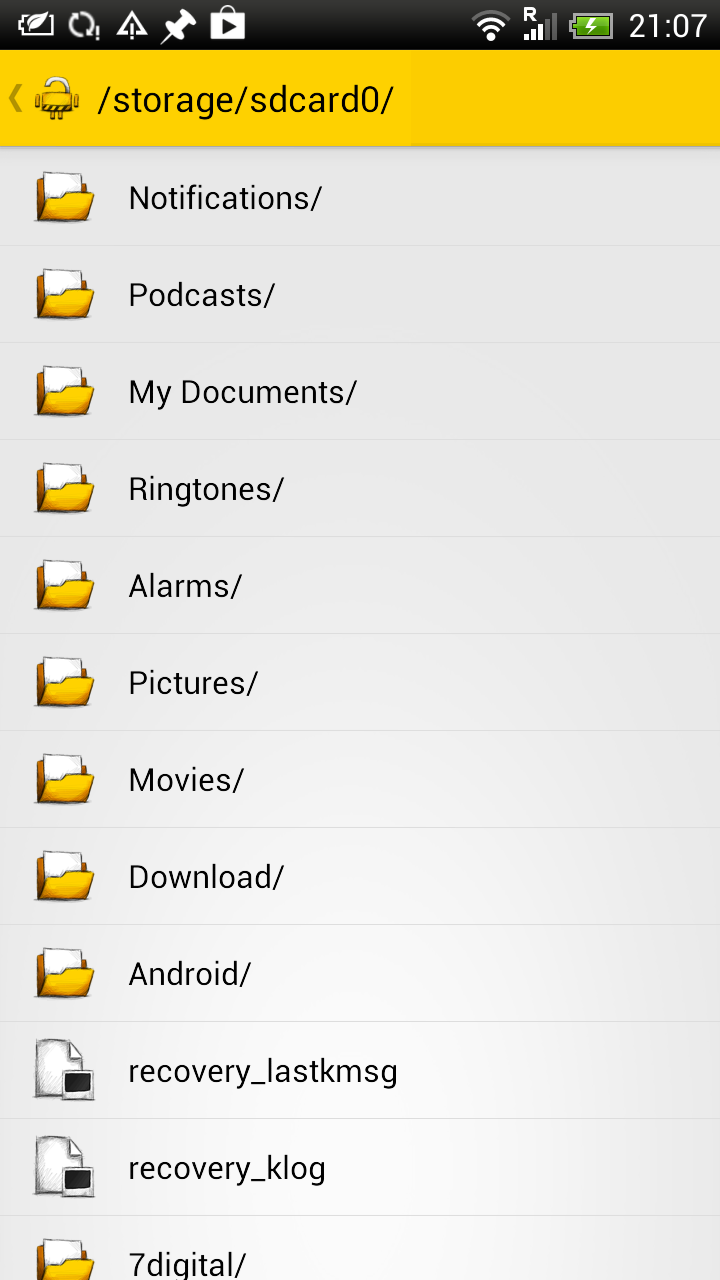 R
21:07
/storage/sdcard0/
Notifications/
Podcasts/
My Documents/
Ringtones/
Alarms/
Pictures/
Movies/
Download/
Android/
recovery_lastkmsg
recovery_klog
7digital/